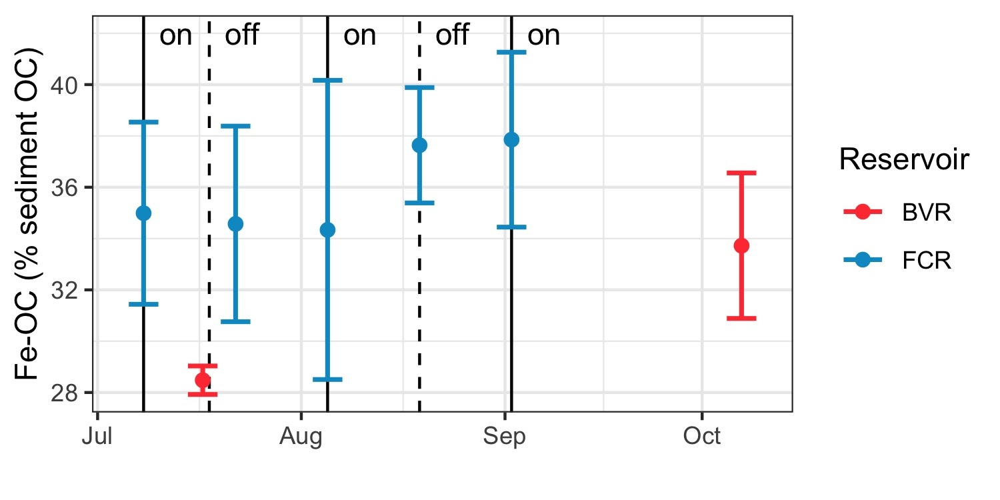 on off on off on
Fe-OC (% sediment OC)
40
36
32
28
Jul Aug Sep Oct
Reservoir
BVR
FCR